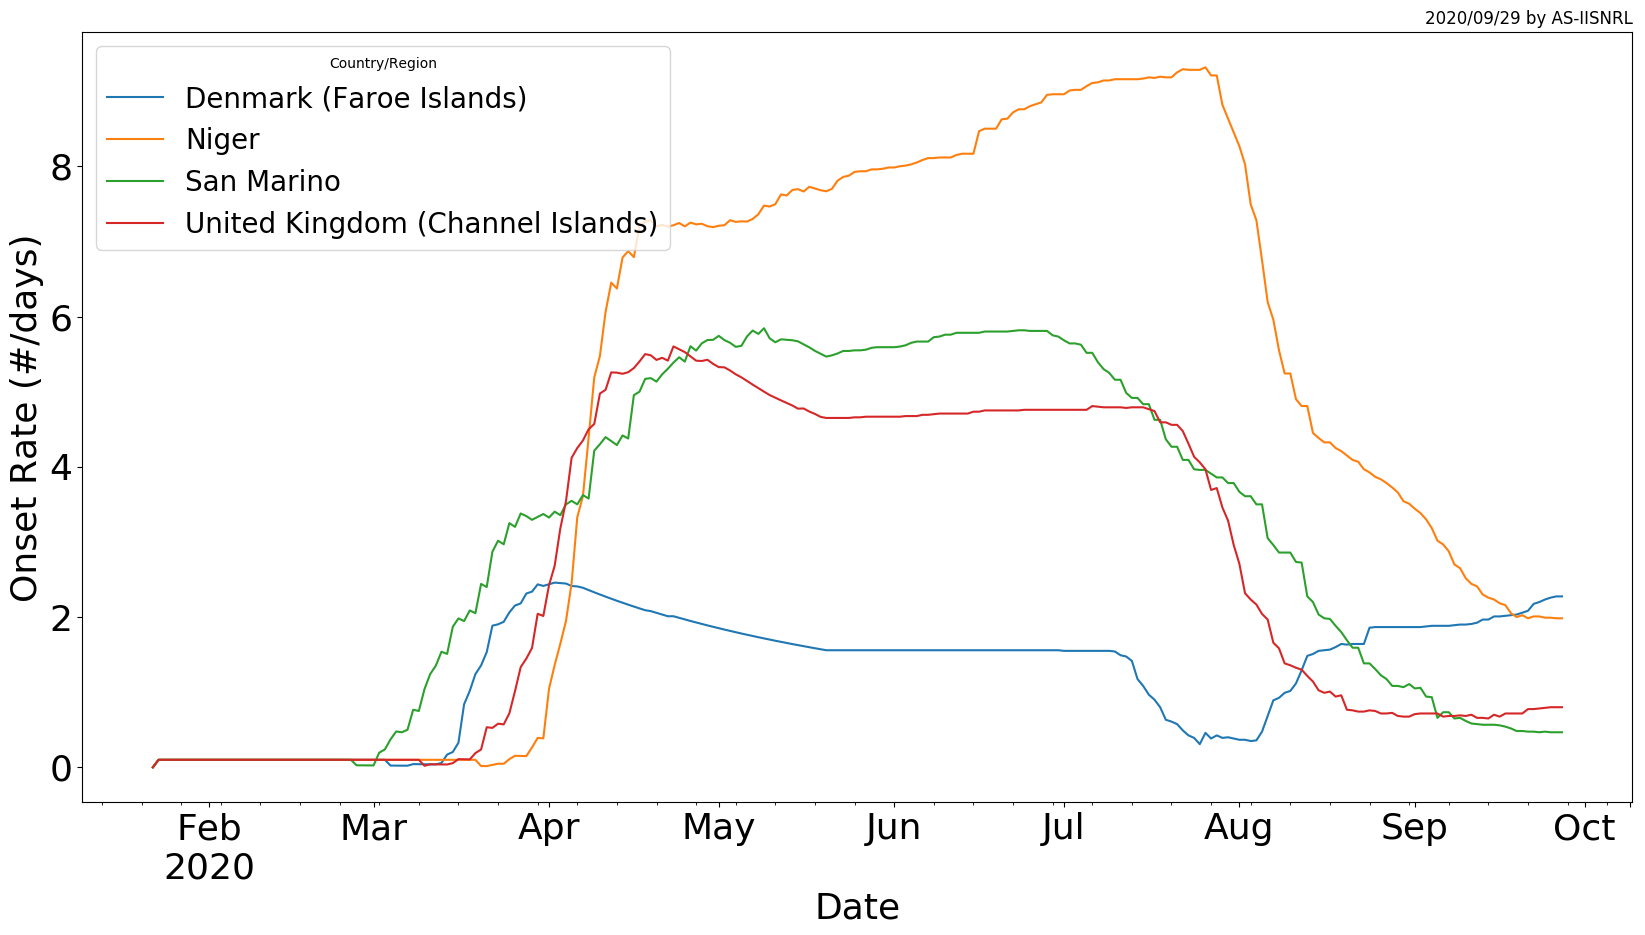 2020/09/29 by AS-IISNRL
Country/Region
Denmark (Faroe Islands)
Niger
San Marino
United Kingdom (Channel Islands)
Onset Rate (#/days)
8
6
4
2
0
Feb Mar Apr May Jun Jul Aug Sep Oct
2020
Date